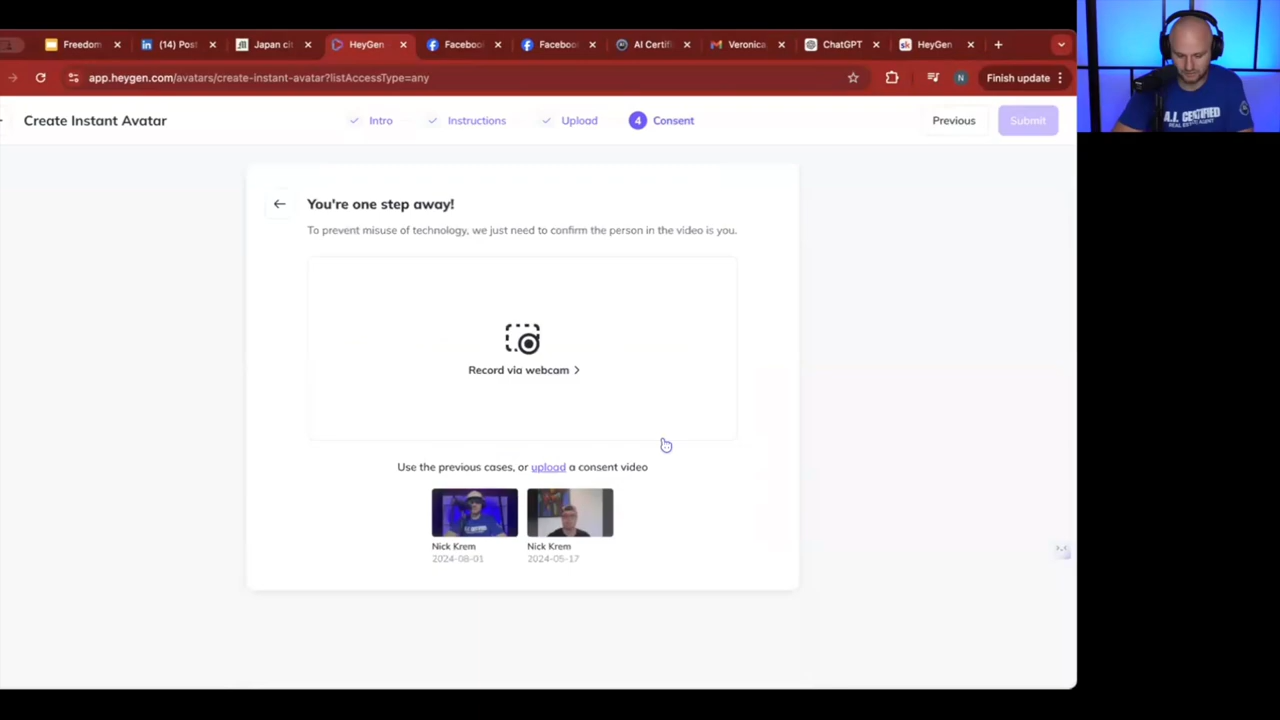 Freedom
(14) Post
Japan cit
HeyGen
Faceboo
Faceboo
AI Certifi
Veronica
ChatGPT
HeyGen
app.heygen.com/avatars/create-instant-avatar?listAccessType=any
N
Finish update
Create Instant Avatar
Intro
Instructions
Upload
4 Consent
Previous
Submit
You're one step away!
To prevent misuse of technology, we just need to confirm the person in the video is you.
Record via webcam
Use the previous cases, or upload a consent video
Nick Krem
2024-08-01
Nick Krem
2024-05-17
A.I. CERTIFIED
REAL ESTATE AGENT